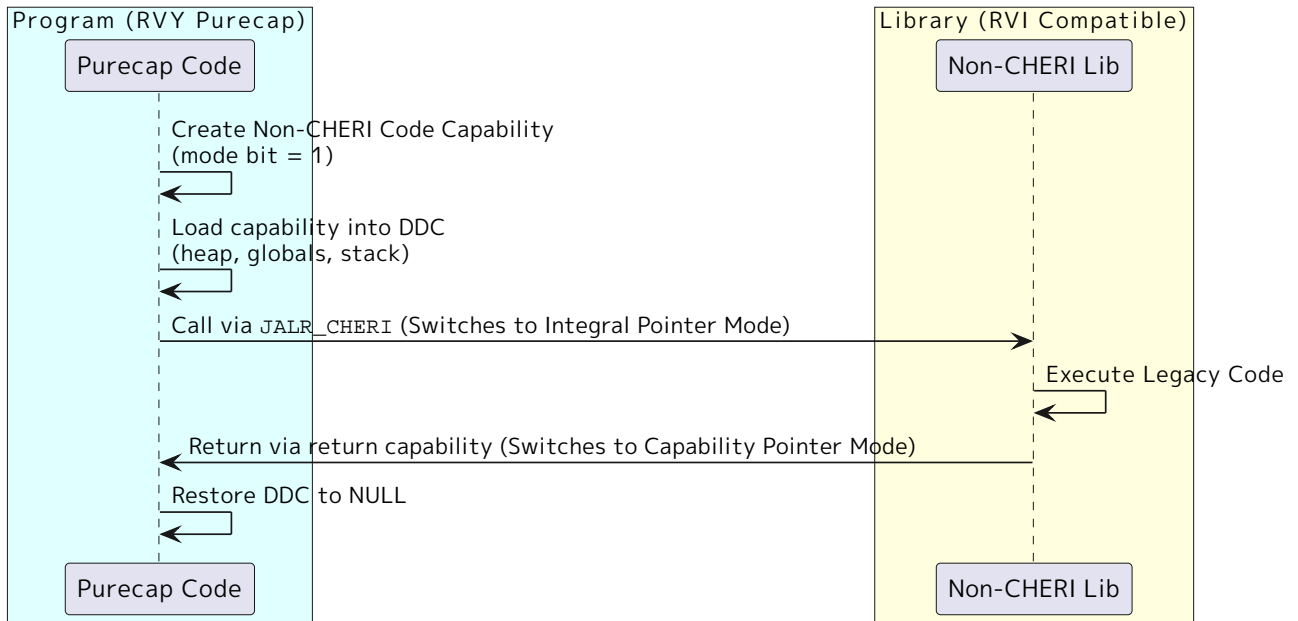 Program (RVY Purecap)
Library (RVI Compatible)
Purecap Code
Non-CHERI Lib
Create Non-CHERI Code Capability
(mode bit = 1)
Load capability into DDC
(heap, globals, stack)
Call via JALR_CHERI (Switches to Integral Pointer Mode)
Execute Legacy Code
Return via return capability (Switches to Capability Pointer Mode)
Restore DDC to NULL
Purecap Code
Non-CHERI Lib